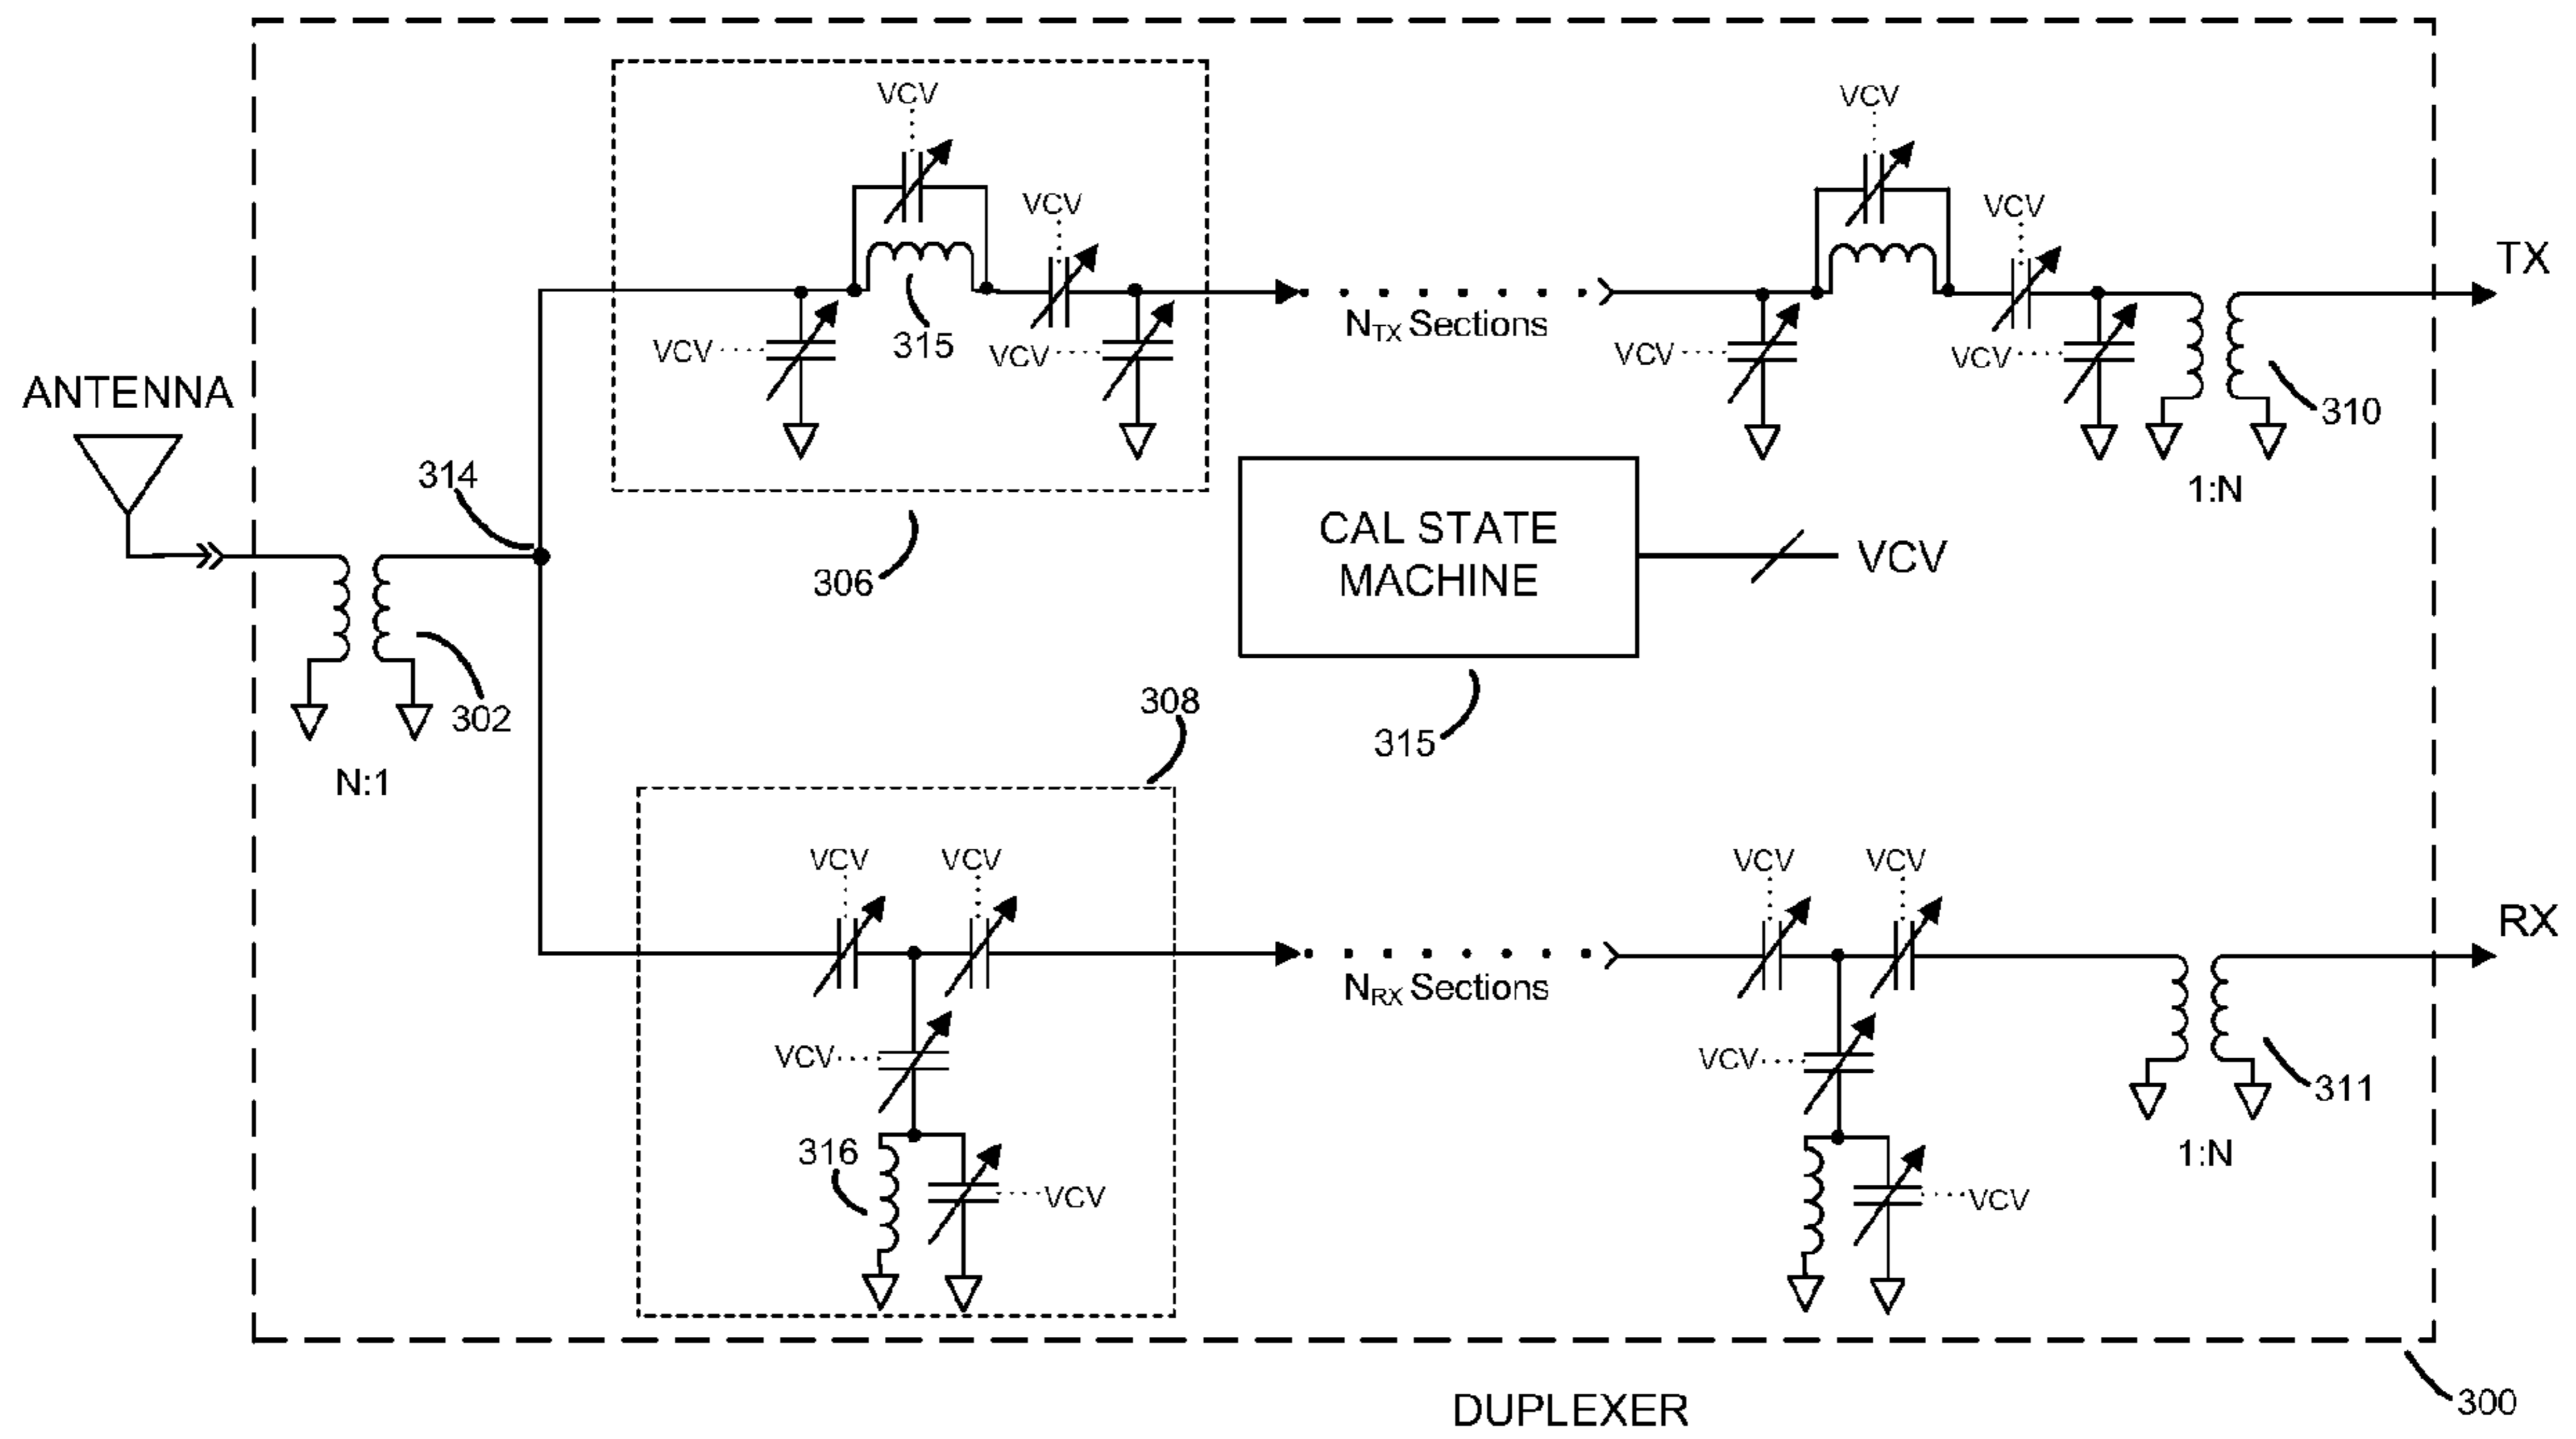 VCV
VCV
VCV
VCV
TX
VCV
VCV
315
VCV
NTX Sections
VCV
VCV
ANTENNA
310
314
1:N
CAL STATE
MACHINE
VCV
306
308
302
315
N:1
VCV
VCV
VCV
VCV
RX
NRX Sections
VCV
VCV
311
316
1:N
VCV
VCV
300
DUPLEXER